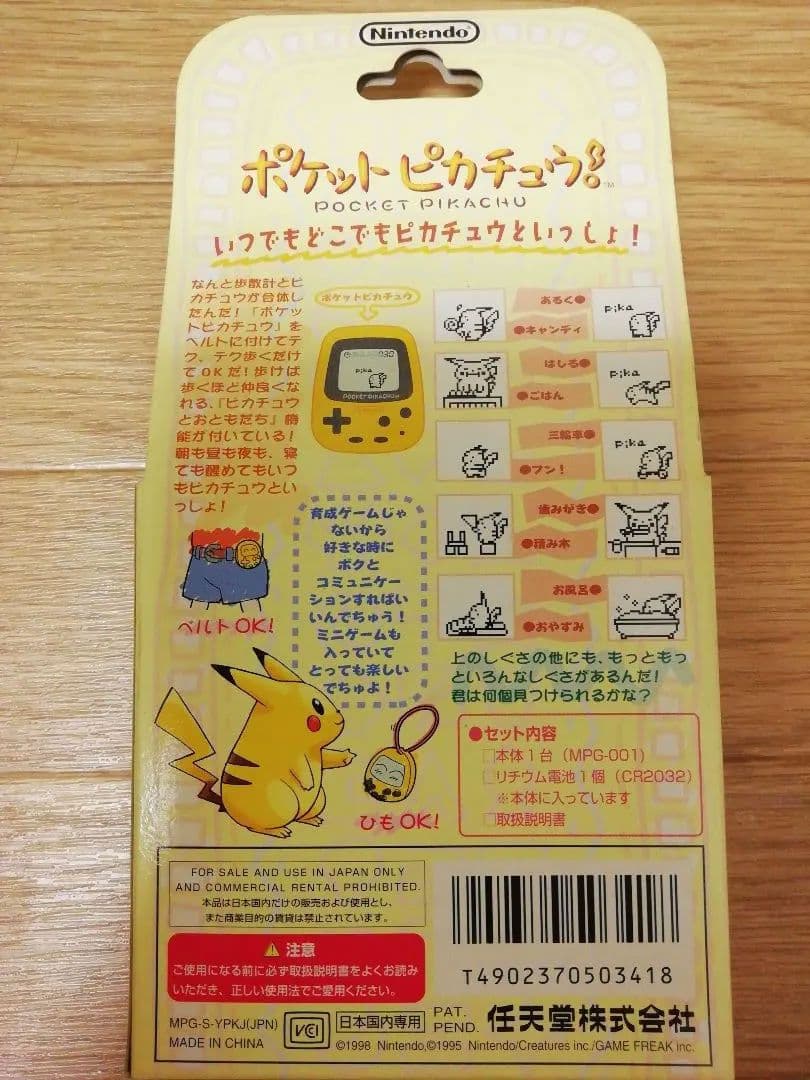 Nintendo
ポケットピカチュウ！™
POCKET PIKACHU
いつでもどこでもピカチュウといっしょ！
なんと歩数計とピ
カチュウが合体し
たんだ！「ポケッ
トピカチュウ」を
ベルトに付けてテ
ク、テク歩くだけ
でOKだ！歩けば
歩くほど仲良くな
れる、『ピカチュウ
とおともだち』機
能が付いている！
朝も昼も夜も、寝
ても醒めてもいつ
もピカチュウとい
っしょ！
ポケットピカチュウ
pika
POCKET PIKACHU
あるく●
●キャンディ
pika
はしる●
●ごはん
pika
三輪車●
●フン！
pika
歯みがき●
●積み木
お風呂●
●おやすみ
ベルトOK！
育成ゲームじゃ
ないから
好きな時に
ボクと
コミュニケー
ションすればい
いんでちゅう！
ミニゲームも
入っていて
とっても楽しい
でちゅよ！
上のしぐさの他にも、もっともっ
といろんなしぐさがあるんだ！
君は何個見つけられるかな？
ひもOK！
●セット内容
□本体1台（MPG-001）
□リチウム電池1個（CR2032）
※本体に入っています
□取扱説明書
FOR SALE AND USE IN JAPAN ONLY
AND COMMERCIAL RENTAL PROHIBITED.
本品は日本国内だけの販売および使用とし、
また商業目的の賃貸は禁止されています。
⚠注意
ご使用になる前に必ず取扱説明書をよくお読み
いただき、正しい使用法でご愛用ください。
T4902370503418
MPG-S-YPKJ(JPN)
MADE IN CHINA
VCI
日本国内専用
PAT.
PEND.
任天堂株式会社
©1998 Nintendo,©1995 Nintendo/Creatures inc./GAME FREAK inc.